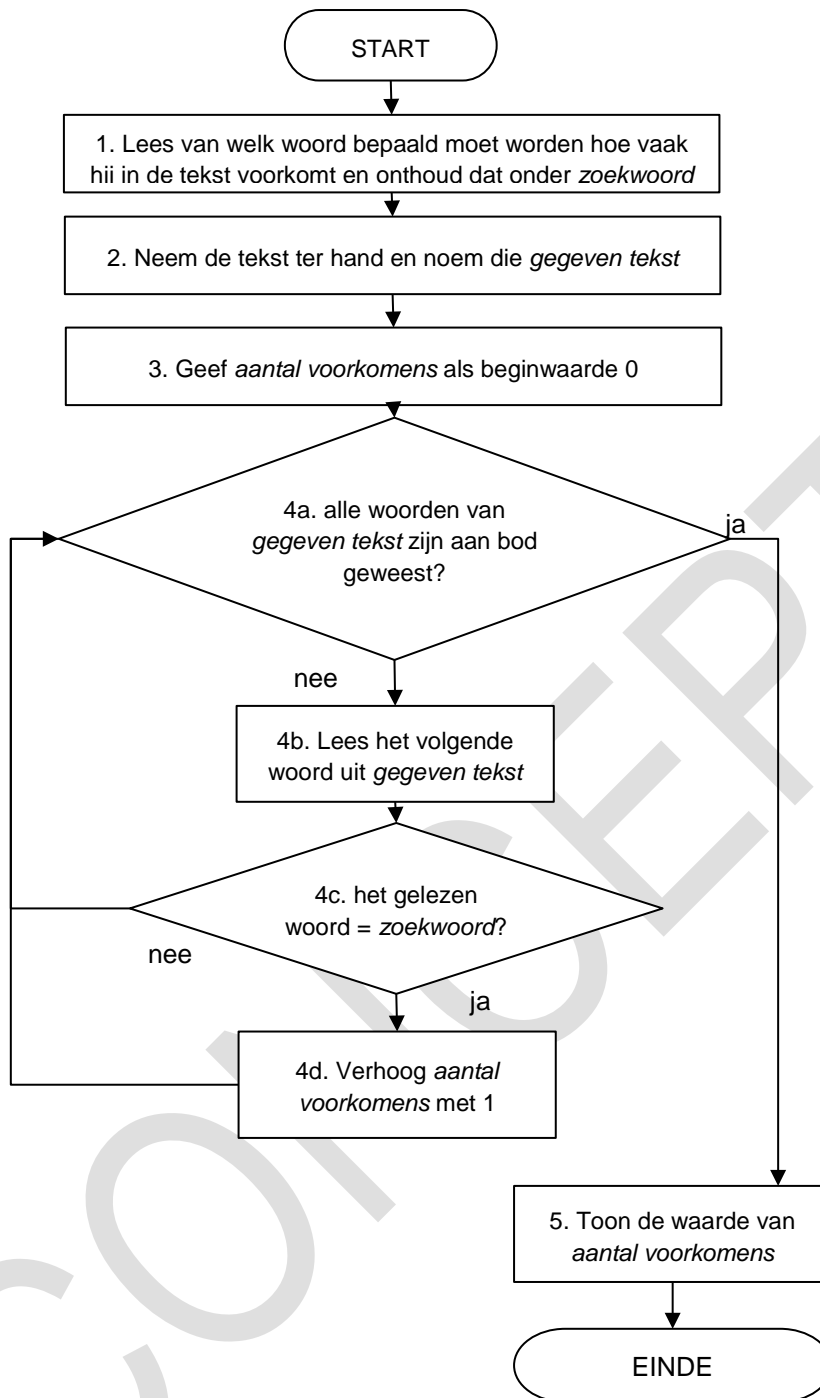 START
1. Lees van welk woord bepaald moet worden hoe vaak
hii in de tekst voorkomt en onthoud dat onder zoekwoord
2. Neem de tekst ter hand en noem die gegeven tekst
3. Geef aantal voorkomens als beginwaarde 0
4a. alle woorden van
gegeven tekst zijn aan bod
geweest?
ja
nee
4b. Lees het volgende
woord uit gegeven tekst
4c. het gelezen
woord = zoekwoord?
nee
ja
4d. Verhoog aantal
voorkomens met 1
5. Toon de waarde van
aantal voorkomens
EINDE
CONCEPT